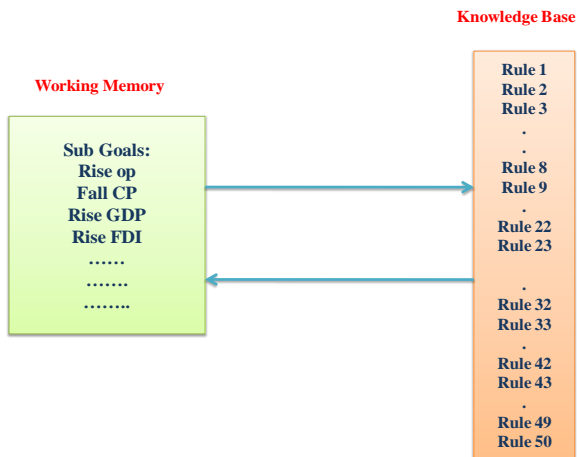 Knowledge Base
Working Memory
Sub Goals:
Rise op
Fall CP
Rise GDP
Rise FDI
……
…….
……..
Rule 1
Rule 2
Rule 3
.
.
Rule 8
Rule 9
.
Rule 22
Rule 23
.
Rule 32
Rule 33
.
Rule 42
Rule 43
.
Rule 49
Rule 50